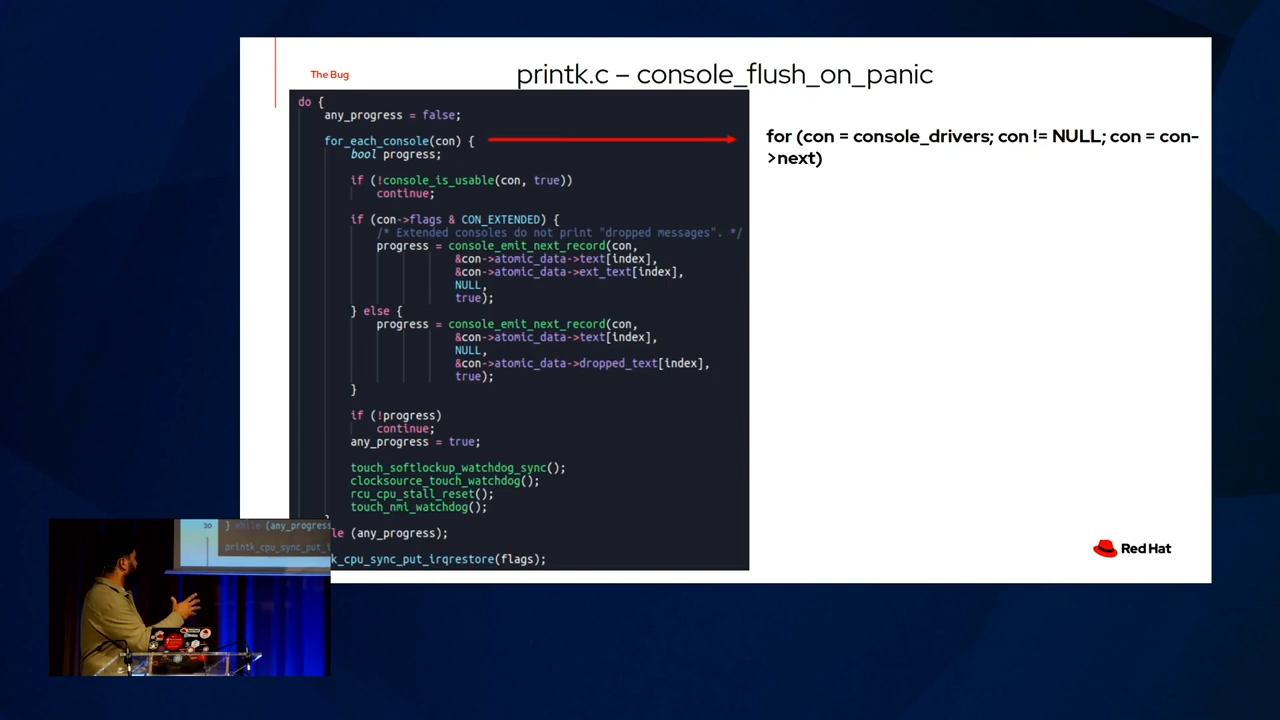 The Bug
printk.c – console_flush_on_panic
do {
any_progress = false;
for_each_console(con) {
bool progress;
if (!console_is_usable(con, true))
continue;
if (con->flags & CON_EXTENDED) {
/* Extended consoles do not print "dropped messages". */
progress = console_emit_next_record(con,
&con->atomic_data->text[index],
&con->atomic_data->ext_text[index],
NULL,
true);
} else {
progress = console_emit_next_record(con,
&con->atomic_data->text[index],
NULL,
&con->atomic_data->dropped_text[index],
true);
}
if (!progress)
continue;
any_progress = true;
touch_softlockup_watchdog_sync();
clocksource_touch_watchdog();
rcu_cpu_stall_reset();
touch_nmi_watchdog();
}
le (any_progress);
k_cpu_sync_put_irqrestore(flags);
for (con = console_drivers; con != NULL; con = con-
>next)
30 } while (any_progress
printk_cpu_sync_put_i
Red Hat